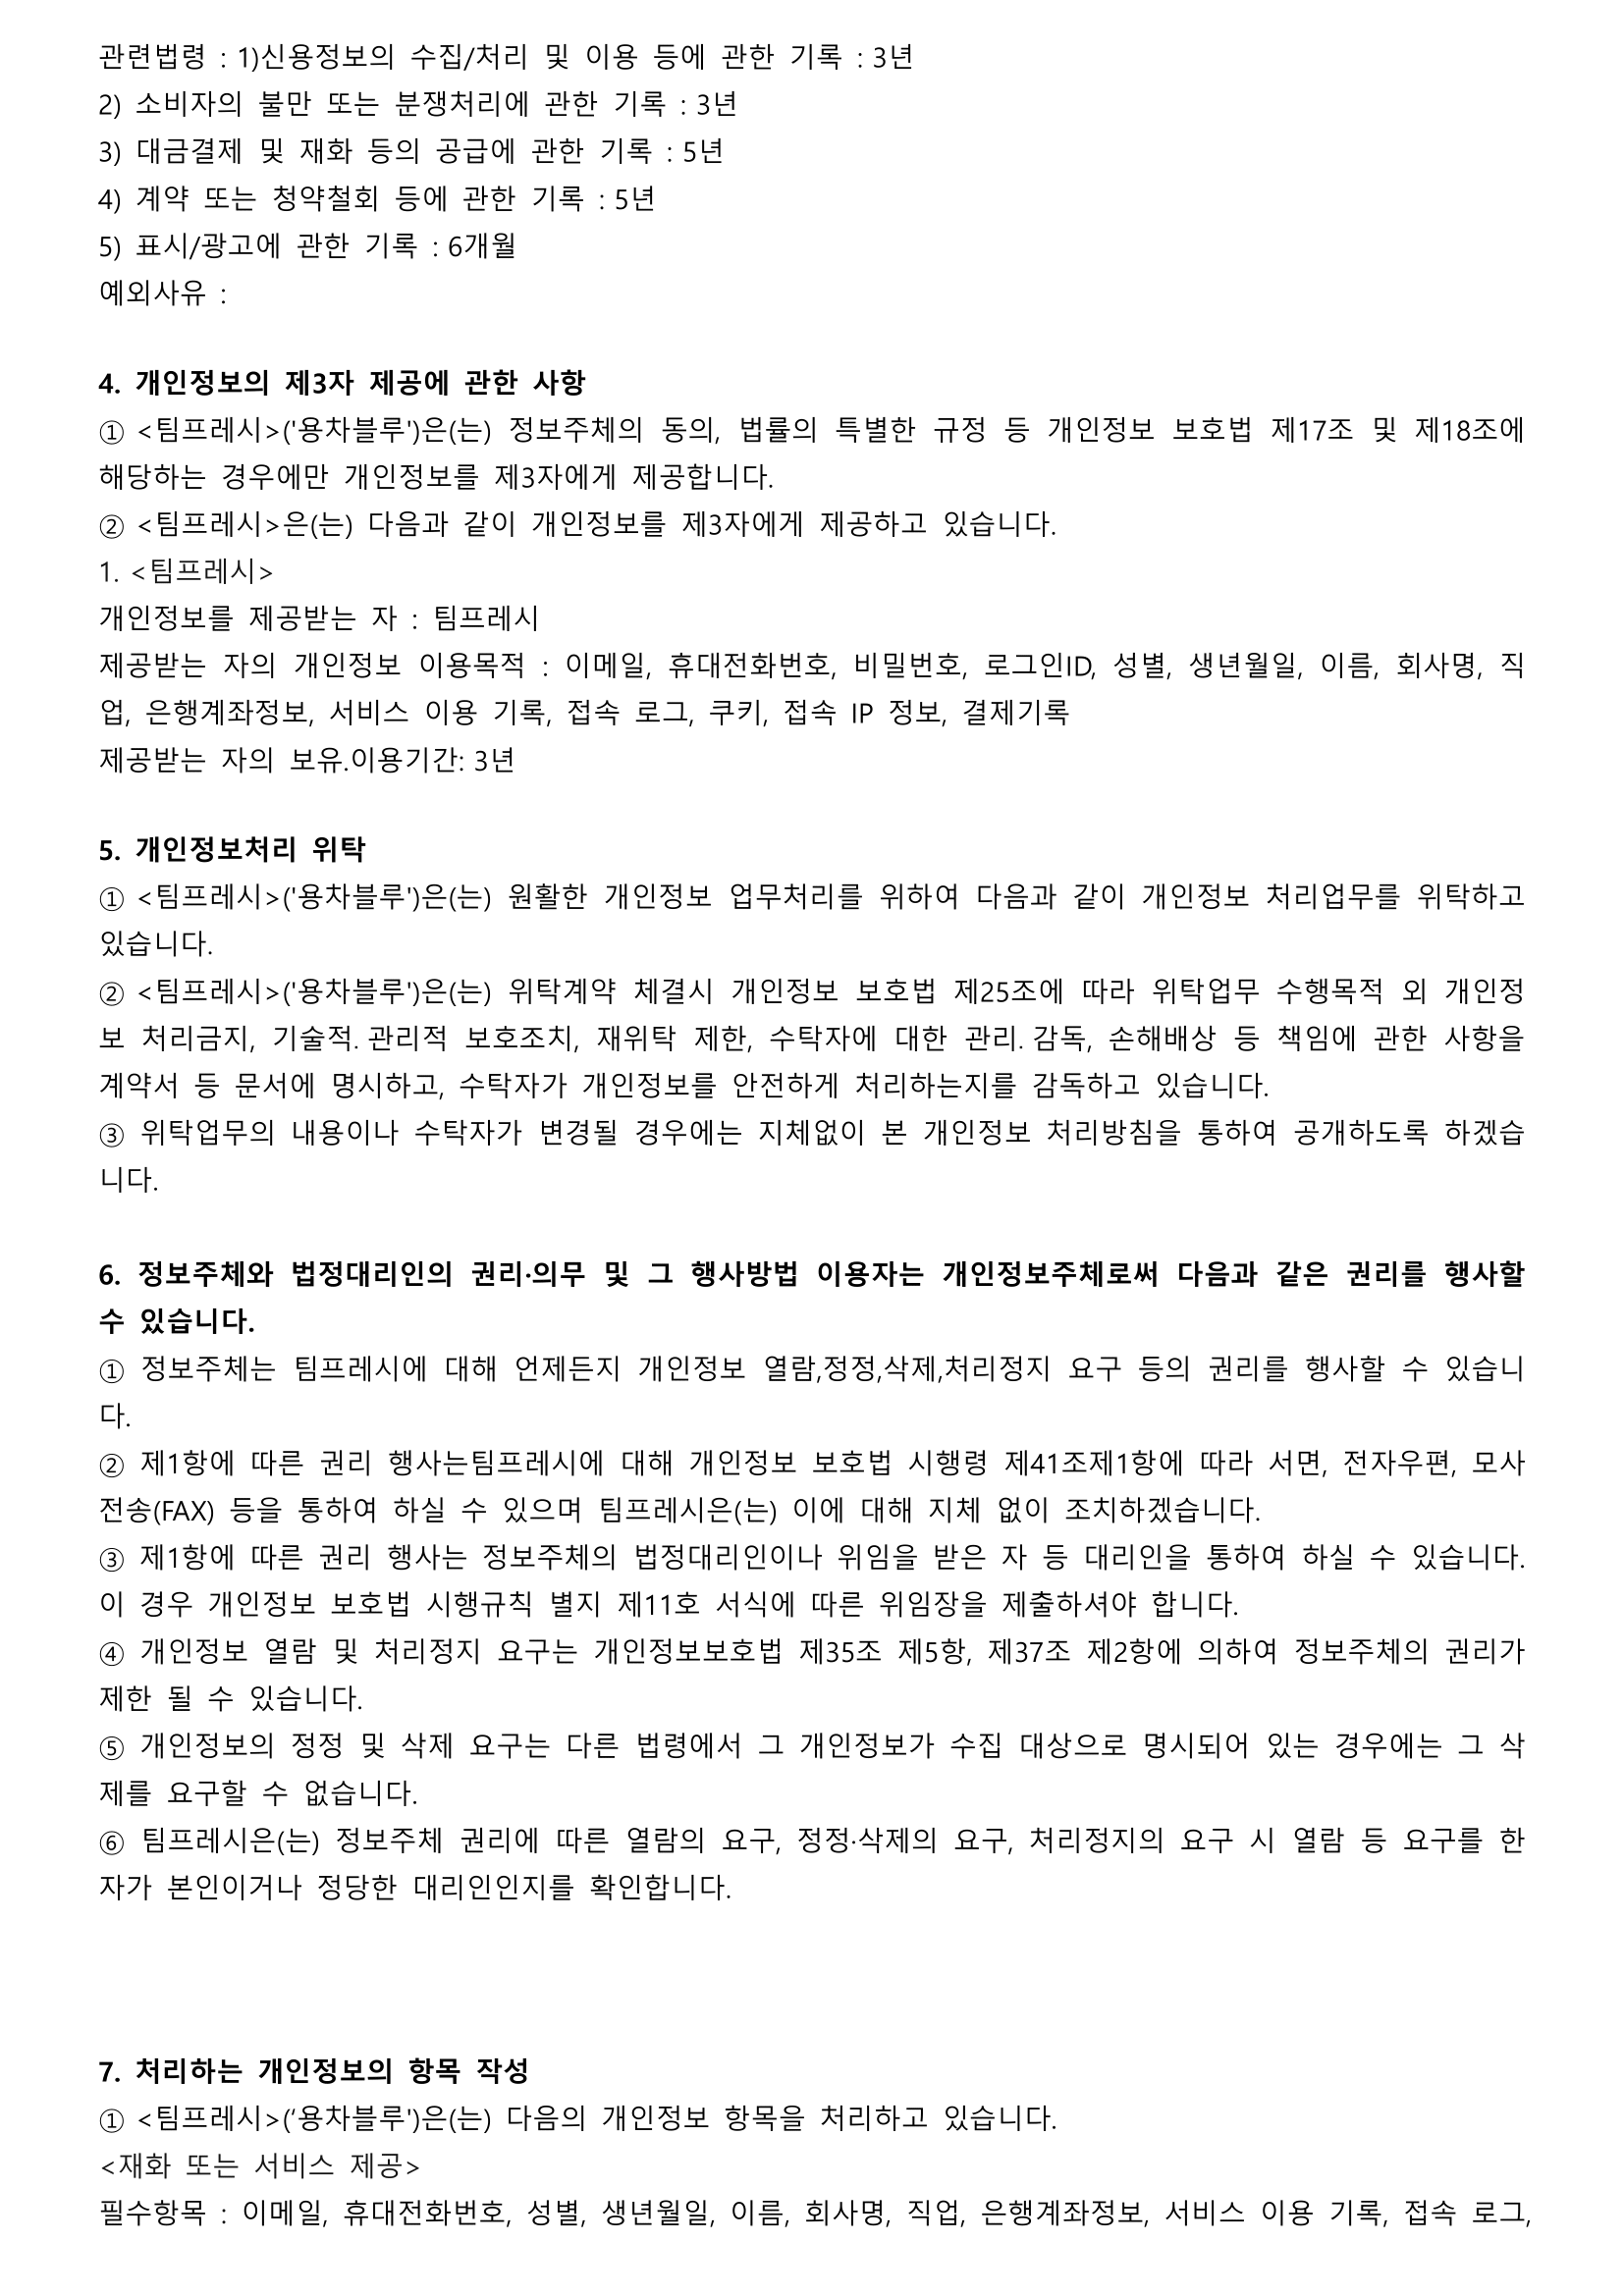 관련법령 : 1)신용정보의 수집/처리 및 이용 등에 관한 기록 : 3년
2) 소비자의 불만 또는 분쟁처리에 관한 기록 : 3년
3) 대금결제 및 재화 등의 공급에 관한 기록 : 5년
4) 계약 또는 청약철회 등에 관한 기록 : 5년
5) 표시/광고에 관한 기록 : 6개월
예외사유 :
4. 개인정보의 제3자 제공에 관한 사항
① <팀프레시>('용차블루')은(는) 정보주체의 동의, 법률의 특별한 규정 등 개인정보 보호법 제17조 및 제18조에
해당하는 경우에만 개인정보를 제3자에게 제공합니다.
② <팀프레시>은(는) 다음과 같이 개인정보를 제3자에게 제공하고 있습니다.
1. <팀프레시>
개인정보를 제공받는 자 : 팀프레시
제공받는 자의 개인정보 이용목적 : 이메일, 휴대전화번호, 비밀번호, 로그인ID, 성별, 생년월일, 이름, 회사명, 직
업, 은행계좌정보, 서비스 이용 기록, 접속 로그, 쿠키, 접속 IP 정보, 결제기록
제공받는 자의 보유.이용기간: 3년
5. 개인정보처리 위탁
① <팀프레시>('용차블루')은(는) 원활한 개인정보 업무처리를 위하여 다음과 같이 개인정보 처리업무를 위탁하고
있습니다.
② <팀프레시>('용차블루')은(는) 위탁계약 체결시 개인정보 보호법 제25조에 따라 위탁업무 수행목적 외 개인정
보 처리금지, 기술적. 관리적 보호조치, 재위탁 제한, 수탁자에 대한 관리. 감독, 손해배상 등 책임에 관한 사항을
계약서 등 문서에 명시하고, 수탁자가 개인정보를 안전하게 처리하는지를 감독하고 있습니다.
③ 위탁업무의 내용이나 수탁자가 변경될 경우에는 지체없이 본 개인정보 처리방침을 통하여 공개하도록 하겠습
니다.
6. 정보주체와 법정대리인의 권리·의무 및 그 행사방법 이용자는 개인정보주체로써 다음과 같은 권리를 행사할
수 있습니다.
① 정보주체는 팀프레시에 대해 언제든지 개인정보 열람,정정,삭제,처리정지 요구 등의 권리를 행사할 수 있습니
다.
② 제1항에 따른 권리 행사는팀프레시에 대해 개인정보 보호법 시행령 제41조제1항에 따라 서면, 전자우편, 모사
전송(FAX) 등을 통하여 하실 수 있으며 팀프레시은(는) 이에 대해 지체 없이 조치하겠습니다.
③ 제1항에 따른 권리 행사는 정보주체의 법정대리인이나 위임을 받은 자 등 대리인을 통하여 하실 수 있습니다.
이 경우 개인정보 보호법 시행규칙 별지 제11호 서식에 따른 위임장을 제출하셔야 합니다.
④ 개인정보 열람 및 처리정지 요구는 개인정보보호법 제35조 제5항, 제37조 제2항에 의하여 정보주체의 권리가
제한 될 수 있습니다.
⑤ 개인정보의 정정 및 삭제 요구는 다른 법령에서 그 개인정보가 수집 대상으로 명시되어 있는 경우에는 그 삭
제를 요구할 수 없습니다.
⑥ 팀프레시은(는) 정보주체 권리에 따른 열람의 요구, 정정·삭제의 요구, 처리정지의 요구 시 열람 등 요구를 한
자가 본인이거나 정당한 대리인인지를 확인합니다.
7. 처리하는 개인정보의 항목 작성
① <팀프레시>(‘용차블루')은(는) 다음의 개인정보 항목을 처리하고 있습니다.
<재화 또는 서비스 제공>
필수항목 : 이메일, 휴대전화번호, 성별, 생년월일, 이름, 회사명, 직업, 은행계좌정보, 서비스 이용 기록, 접속 로그,